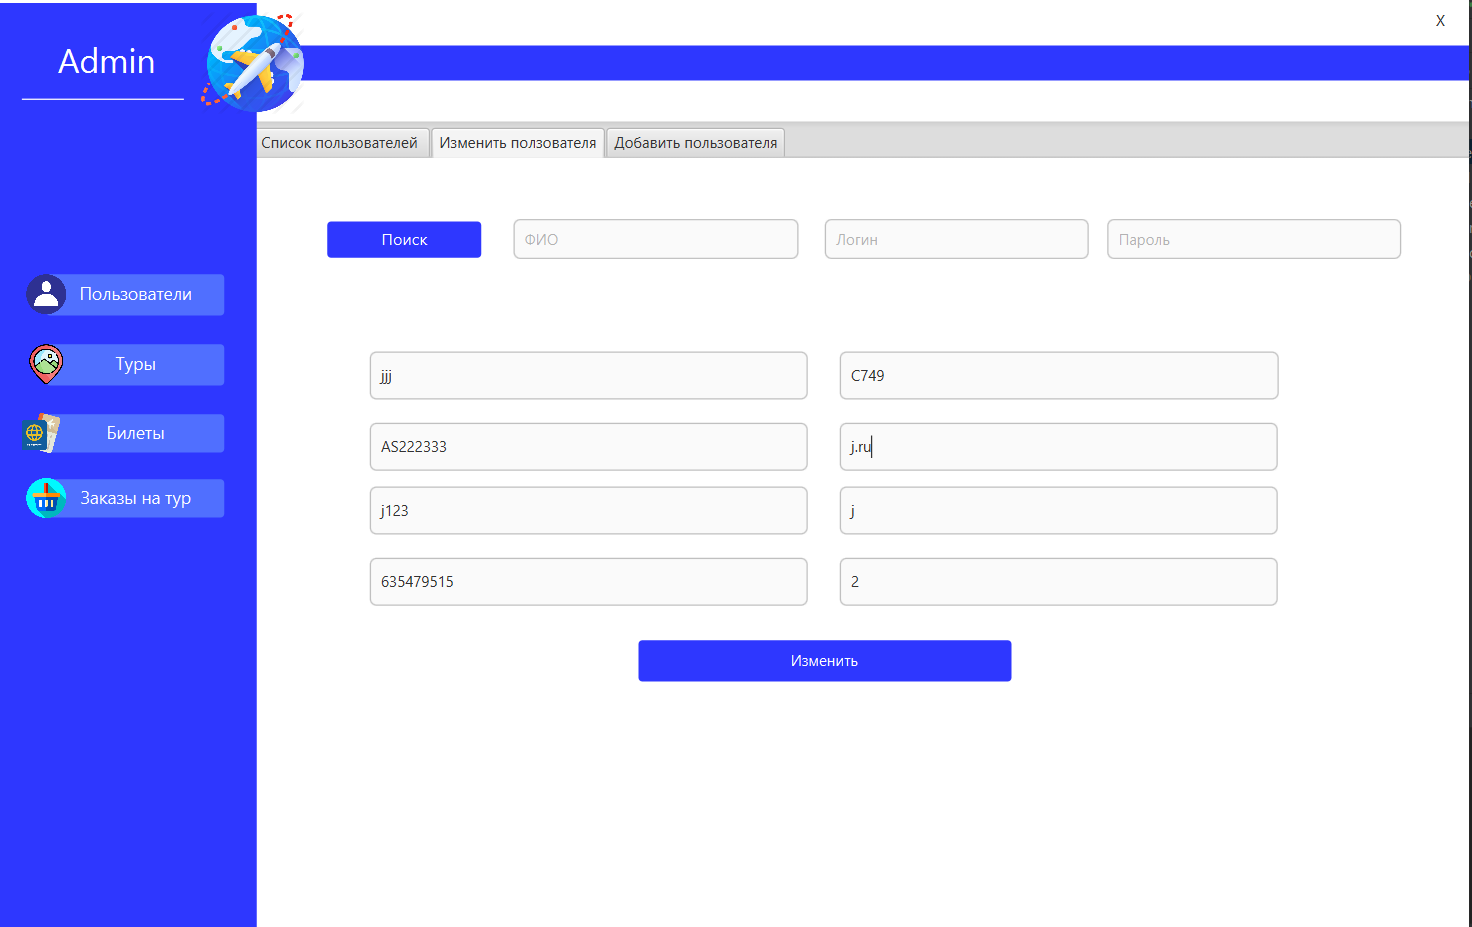 X
Admin
Список пользователей Изменить полозователя Добавить пользователя
Поиск ФИО Логин Пароль
Пользователи
Туры
Билеты
Заказы на тур
jjj C749
AS222333 j.ru
j123 j
635479515 2
Изменить